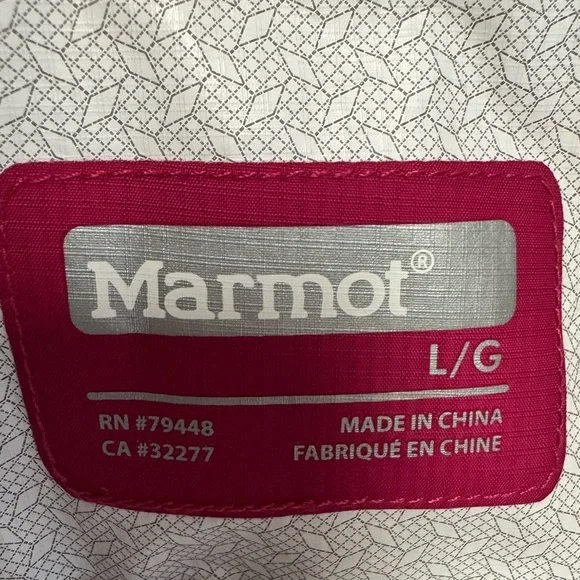 Marmot®
L/G
RN #79448
CA #32277
MADE IN CHINA
FABRIQUÉ EN CHINE